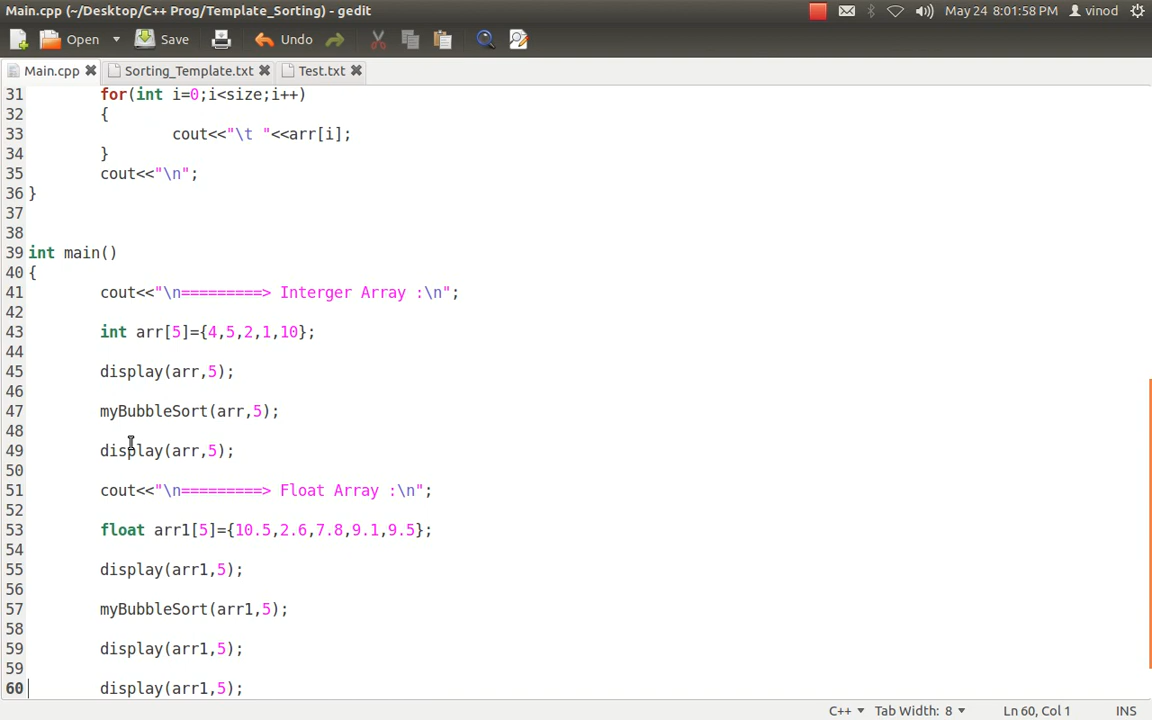 Main.cpp (~/Desktop/C++ Prog/Template_Sorting) - gedit May 24 8:01:58 PM vinod
Open Save Undo
Main.cpp Sorting_Template.txt Test.txt
31 for(int i=0;i<size;i++)
32 {
33 cout<<"\t "<<arr[i];
34 }
35 cout<<"\n";
36 }
37
38
39 int main()
40 {
41 cout<<"\n=========> Interger Array :\n";
42
43 int arr[5]={4,5,2,1,10};
44
45 display(arr,5);
46
47 myBubbleSort(arr,5);
48
49 display(arr,5);
50
51 cout<<"\n=========> Float Array :\n";
52
53 float arr1[5]={10.5,2.6,7.8,9.1,9.5};
54
55 display(arr1,5);
56
57 myBubbleSort(arr1,5);
58
59 display(arr1,5);
59
60 display(arr1,5);
C++ Tab Width: 8 Ln 60, Col 1 INS